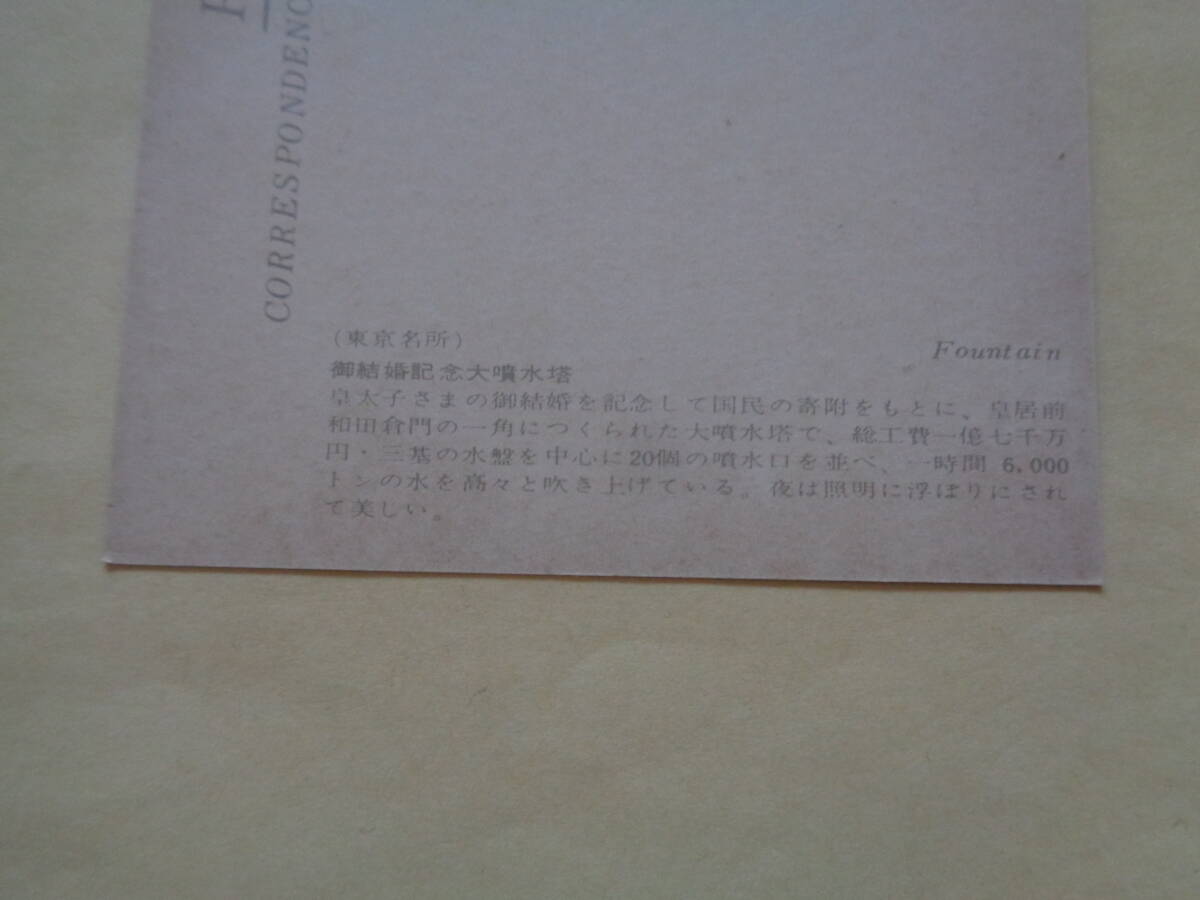 CORRESPONDENC
(東京名所)
Fountain
御結婚記念大噴水塔
皇太子さまの御結婚を記念して国民の寄附をもとに、皇居前
和田倉門の一角につくられた大噴水塔で、総工費一億七千万
円・三基の水盤を中心に20個の噴水口を並べ、一時間 6,000
トンの水を高々と吹き上げている。夜は照明に浮ぼりにされ
て美しい。